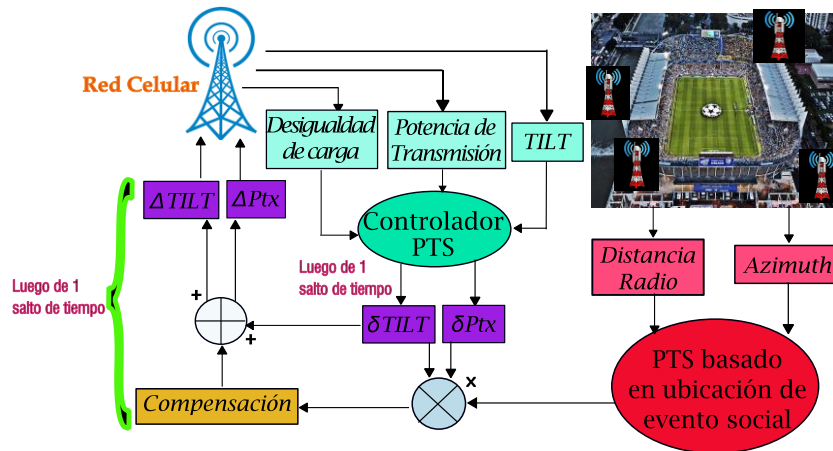 Red Celular
Desigualdad
de carga
Potencia de
Transmisión
TILT
ΔTILT
ΔPtx
Controlador
PTS
Distancia
Radio
Azimuth
Luego de 1
salto de tiempo
Luego de 1
salto de tiempo
+
+
δTILT
δPtx
x
Compensación
PTS basado
en ubicación de
evento social